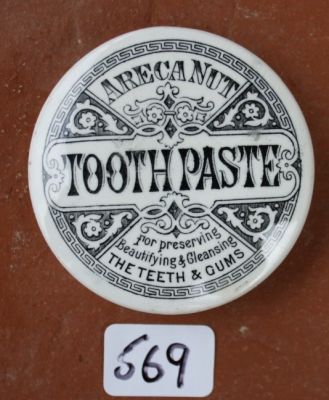 ARECA NUT
TOOTH PASTE
For preserving
Beautifying & Cleansing
THE TEETH & GUMS
569